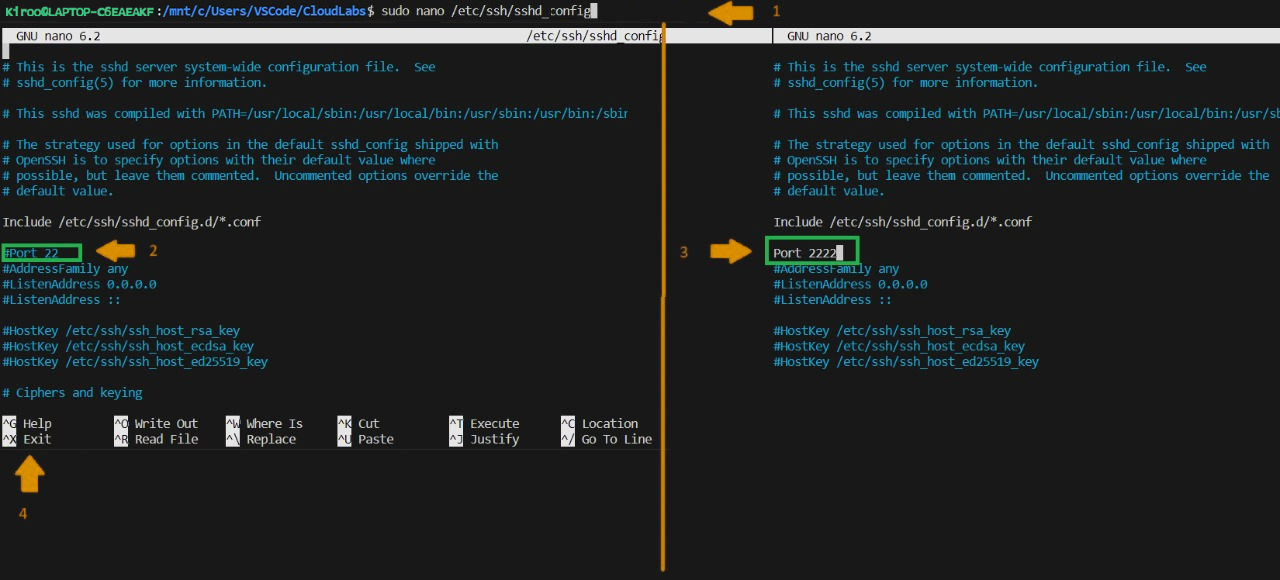 Kiroo@LAPTOP-C6EAEAKF:/mnt/c/Users/VSCode/CloudLabs$ sudo nano /etc/ssh/sshd_config
1
GNU nano 6.2 /etc/ssh/sshd_config
# This is the sshd server system-wide configuration file.  See
# sshd_config(5) for more information.
# This sshd was compiled with PATH=/usr/local/sbin:/usr/local/bin:/usr/sbin:/usr/bin:/sbin
# The strategy used for options in the default sshd_config shipped with
# OpenSSH is to specify options with their default value where
# possible, but leave them commented.  Uncommented options override the
# default value.
Include /etc/ssh/sshd_config.d/*.conf
#Port 22
2
#AddressFamily any
#ListenAddress 0.0.0.0
#ListenAddress ::
#HostKey /etc/ssh/ssh_host_rsa_key
#HostKey /etc/ssh/ssh_host_ecdsa_key
#HostKey /etc/ssh/ssh_host_ed25519_key
# Ciphers and keying
^G Help ^O Write Out ^W Where Is ^K Cut ^T Execute ^C Location
^X Exit ^R Read File ^\ Replace ^U Paste ^J Justify ^/ Go To Line
4
GNU nano 6.2
# This is the sshd server system-wide configuration file.  See
# sshd_config(5) for more information.
# This sshd was compiled with PATH=/usr/local/sbin:/usr/local/bin:/usr/sb
# The strategy used for options in the default sshd_config shipped with
# OpenSSH is to specify options with their default value where
# possible, but leave them commented.  Uncommented options override the
# default value.
Include /etc/ssh/sshd_config.d/*.conf
3
Port 2222
#AddressFamily any
#ListenAddress 0.0.0.0
#ListenAddress ::
#HostKey /etc/ssh/ssh_host_rsa_key
#HostKey /etc/ssh/ssh_host_ecdsa_key
#HostKey /etc/ssh/ssh_host_ed25519_key